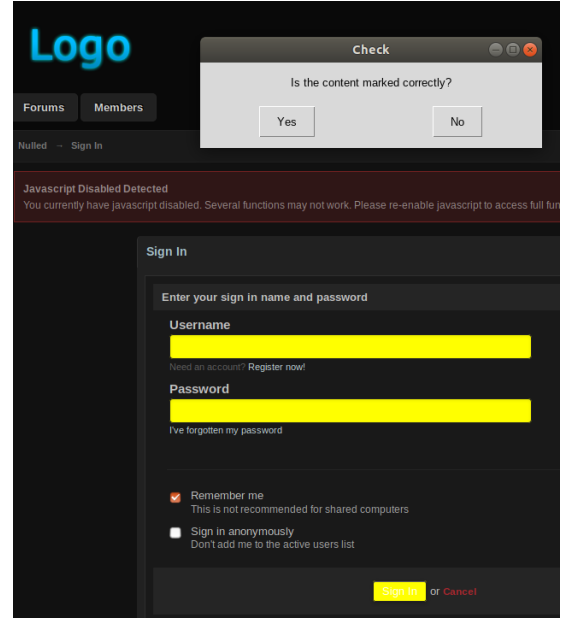 Logo
Check
Is the content marked correctly?
Yes
No
Forums
Members
Nulled → Sign In
Javascript Disabled Detected
You currently have javascript disabled. Several functions may not work. Please re-enable javascript to access full
Sign In
Enter your sign in name and password
Username
Need an account? Register now!
Password
I've forgotten my password
Remember me
This is not recommended for shared computers
Sign in anonymously
Don't add me to the active users list
Sign In or Cancel